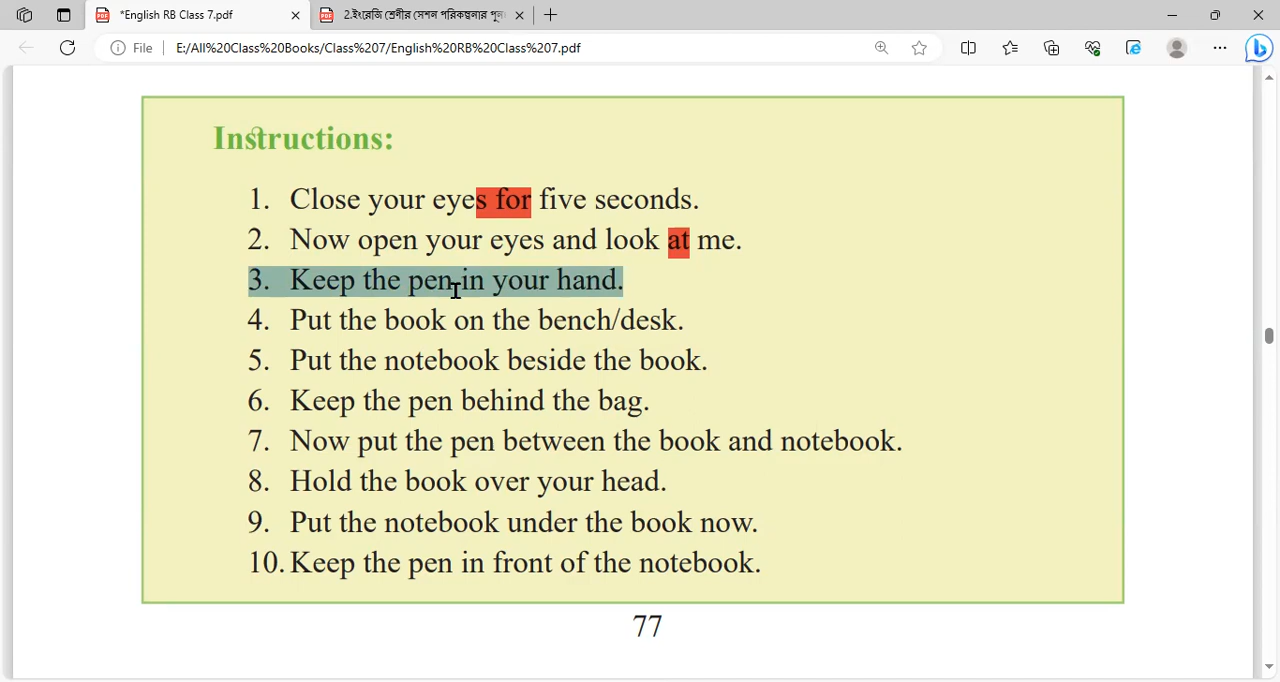 *English RB Class 7.pdf
2.ইংরেজি শ্রেণীর সেশন পরিকল্পনার পুন
File
E:/All%20Class%20Books/Class%207/English%20RB%20Class%207.pdf
Instructions:
1. Close your eyes for five seconds.
2. Now open your eyes and look at me.
3. Keep the pen in your hand.
4. Put the book on the bench/desk.
5. Put the notebook beside the book.
6. Keep the pen behind the bag.
7. Now put the pen between the book and notebook.
8. Hold the book over your head.
9. Put the notebook under the book now.
10. Keep the pen in front of the notebook.
77